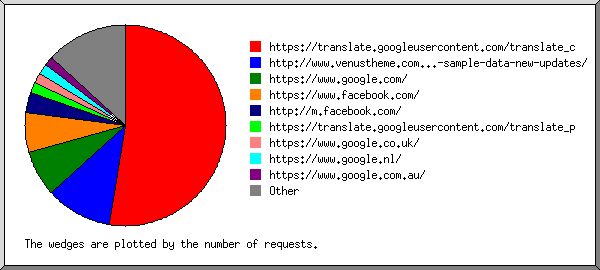 https://translate.googleusercontent.com/translate_c
http://www.venustheme.com...-sample-data-new-updates/
https://www.google.com/
https://www.facebook.com/
http://m.facebook.com/
https://translate.googleusercontent.com/translate_p
https://www.google.co.uk/
https://www.google.nl/
https://www.google.com.au/
Other
The wedges are plotted by the number of requests.